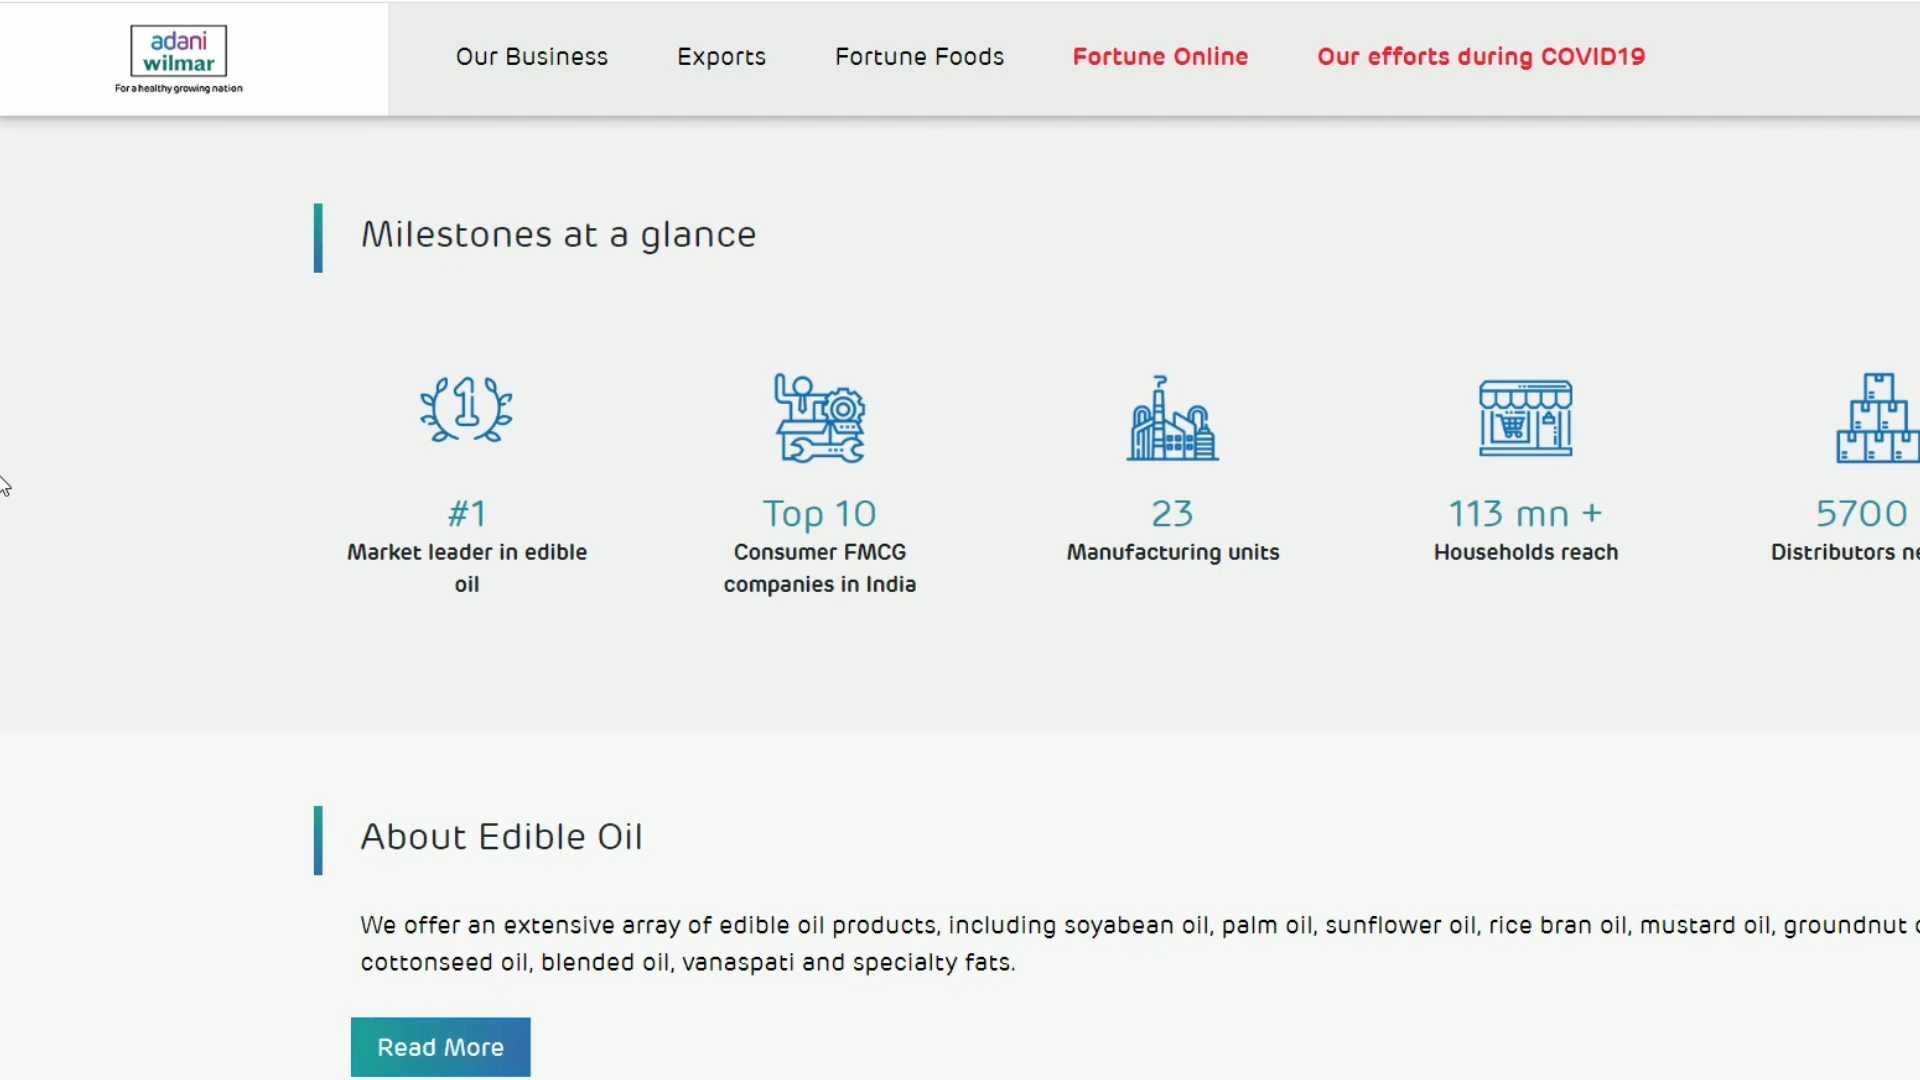 adani
wilmar
For a healthy growing nation
Our Business
Exports
Fortune Foods
Fortune Online
Our efforts during COVID19
Milestones at a glance
#1
Market leader in edible
oil
Top 10
Consumer FMCG
companies in India
23
Manufacturing units
113 mn +
Households reach
5700
Distributors
About Edible Oil
We offer an extensive array of edible oil products, including soyabean oil, palm oil, sunflower oil, rice bran oil, mustard oil, groundnut
cottonseed oil, blended oil, vanaspati and specialty fats.
Read More